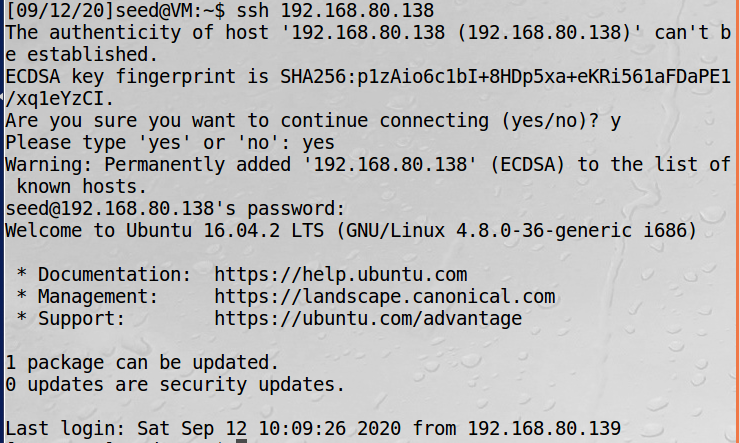 [09/12/20]seed@VM:~$ ssh 192.168.80.138
The authenticity of host '192.168.80.138 (192.168.80.138)' can't b
e established.
ECDSA key fingerprint is SHA256:p1zAio6c1bI+8HDp5xa+eKRi561aFDaPE1
/xq1eYzCI.
Are you sure you want to continue connecting (yes/no)? y
Please type 'yes' or 'no': yes
Warning: Permanently added '192.168.80.138' (ECDSA) to the list of
 known hosts.
seed@192.168.80.138's password:
Welcome to Ubuntu 16.04.2 LTS (GNU/Linux 4.8.0-36-generic i686)

 * Documentation:  https://help.ubuntu.com
 * Management:     https://landscape.canonical.com
 * Support:        https://ubuntu.com/advantage

1 package can be updated.
0 updates are security updates.

Last login: Sat Sep 12 10:09:26 2020 from 192.168.80.139